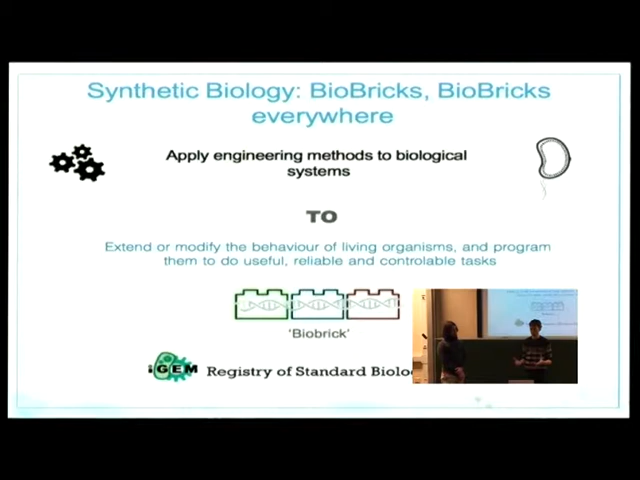 Synthetic Biology: BioBricks, BioBricks
everywhere
Apply engineering methods to biological
systems
TO
Extend or modify the behaviour of living organisms, and program
them to do useful, reliable and controlable tasks
'Biobrick'
iGEM Registry of Standard Biolo